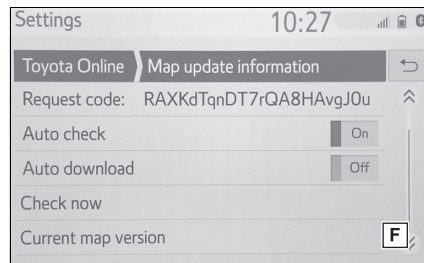 Settings 10:27
Toyota Online Map update information
Request code: RAXKdTqnDT7rQA8HAvgJ0u
Auto check On
Auto download Off
Check now
Current map version F